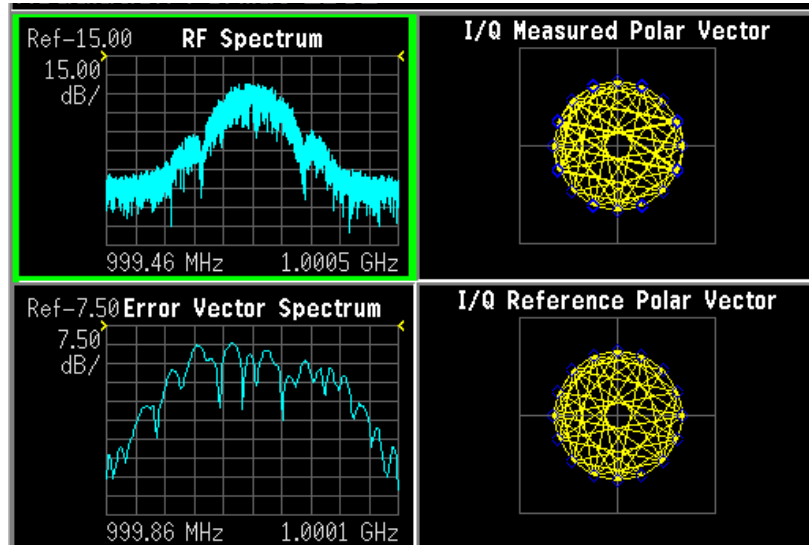 Ref-15.00 RF Spectrum
15.00
dB/
999.46 MHz 1.0005 GHz
I/Q Measured Polar Vector
Ref-7.50 Error Vector Spectrum
7.50
dB/
999.86 MHz 1.0001 GHz
I/Q Reference Polar Vector